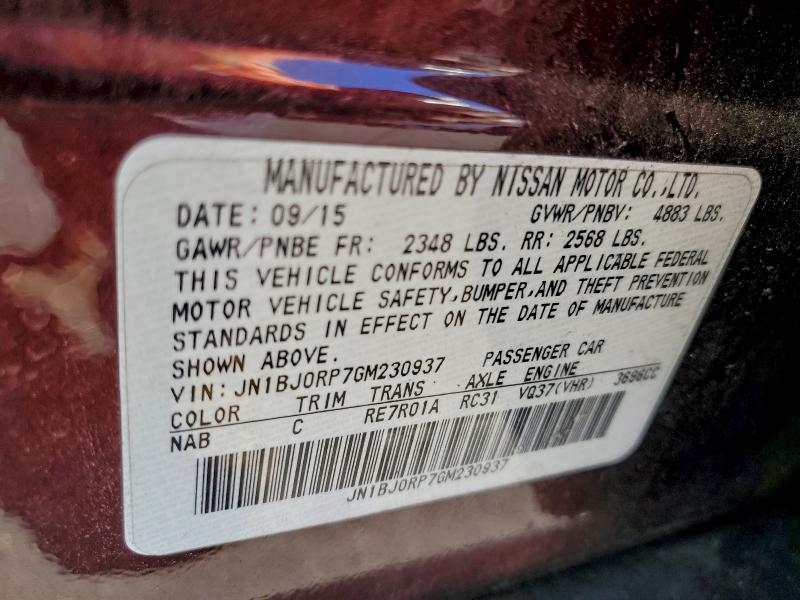 MANUFACTURED BY NISSAN MOTOR CO.,LTD.
DATE: 09/15 GVWR/PNBV: 4883 LBS.
GAWR/PNBE FR: 2348 LBS. RR: 2568 LBS.
THIS VEHICLE CONFORMS TO ALL APPLICABLE FEDERAL
MOTOR VEHICLE SAFETY,BUMPER,AND THEFT PREVENTION
STANDARDS IN EFFECT ON THE DATE OF MANUFACTURE
SHOWN ABOVE.
VIN:JN1BJ0RP7GM230937 PASSENGER CAR
COLOR TRIM TRANS AXLE ENGINE
NAB C RE7R01A RC31 VQ37(VHR) 3696CC
JN1BJ0RP7GM230937